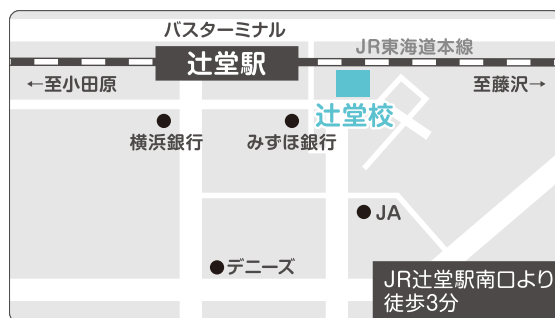 バスターミナル
JR東海道本線
辻堂駅
←至小田原
至藤沢→
辻堂校
横浜銀行
みずほ銀行
JA
デニーズ
JR辻堂駅南口より
徒歩3分